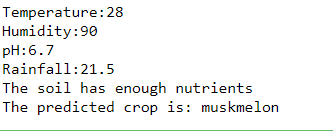 Temperature:28
Humidity:90
pH:6.7
Rainfall:21.5
The soil has enough nutrients
The predicted crop is: muskmelon